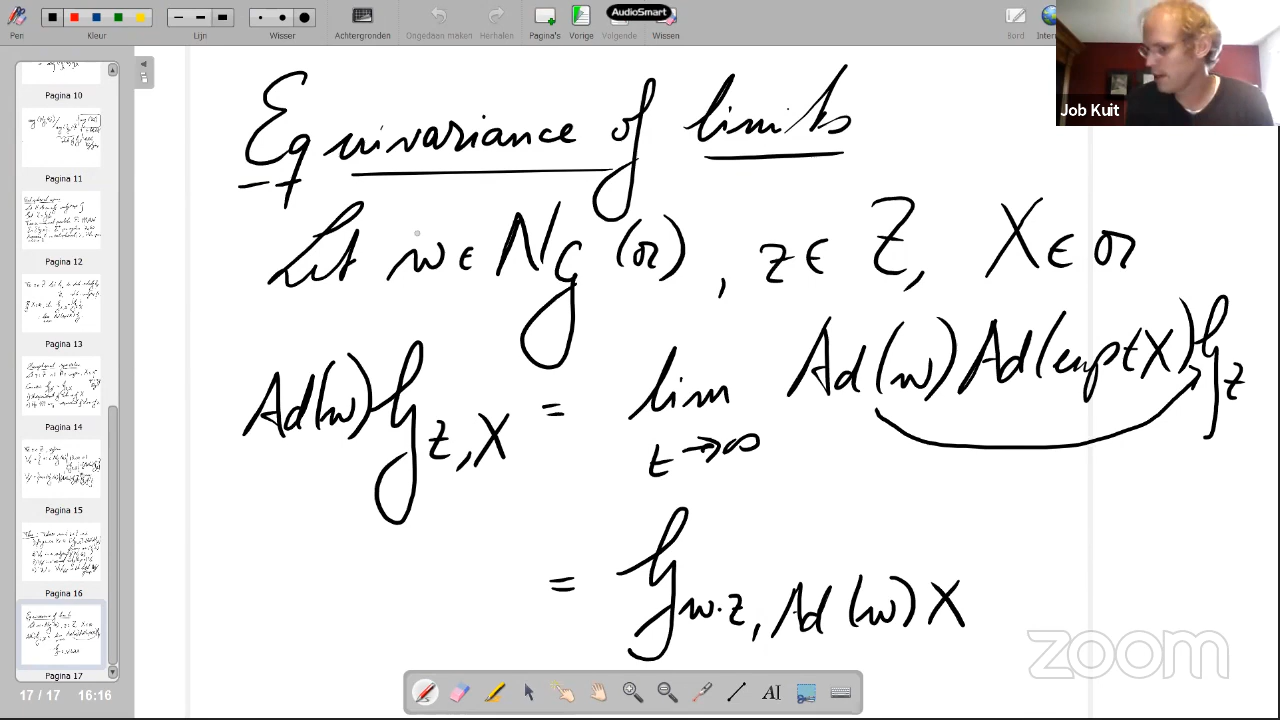 AudioSmart
Pen Kleur Lijn Wisser Achtergronden Ongedaan maken Herhalen Pagina's Vorige Volgende Wissen Bord
Job Kuit
Pagina 10
Pagina 11
Pagina 12
Pagina 13
Pagina 14
Pagina 15
Pagina 16
Pagina 17
17 / 17 16:16
Equivariance of limits
Let w ∈ N_G(𝔞), z ∈ Z, X ∈ 𝔞
Ad(w) 𝔥_{z,X} = lim_{t→∞} Ad(w) Ad(exp tX) 𝔥_z
= 𝔥_{w·z, Ad(w)X}
AI
zoom